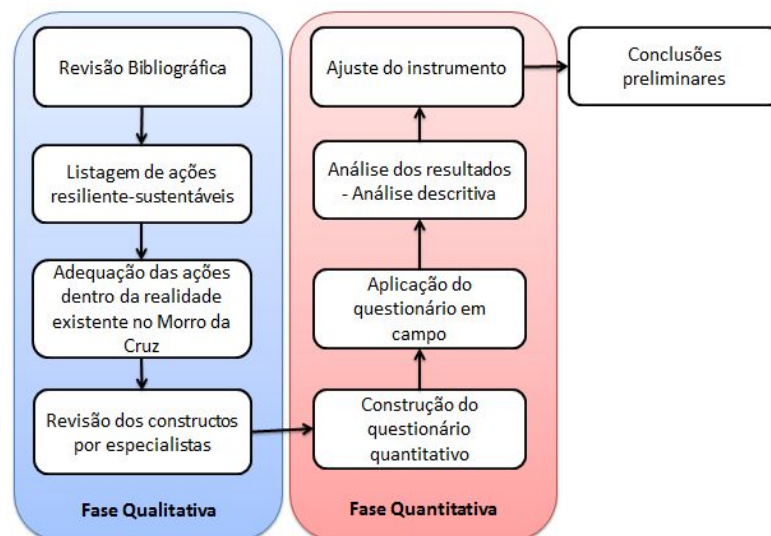 Revisão Bibliográfica
Listagem de ações
resiliente-sustentáveis
Adequação das ações
dentro da realidade
existente no Morro da
Cruz
Revisão dos constructos
por especialistas
Fase Qualitativa
Ajuste do instrumento
Análise dos resultados
- Análise descritiva
Aplicação do
questionário em
campo
Construção do
questionário
quantitativo
Fase Quantitativa
Conclusões
preliminares